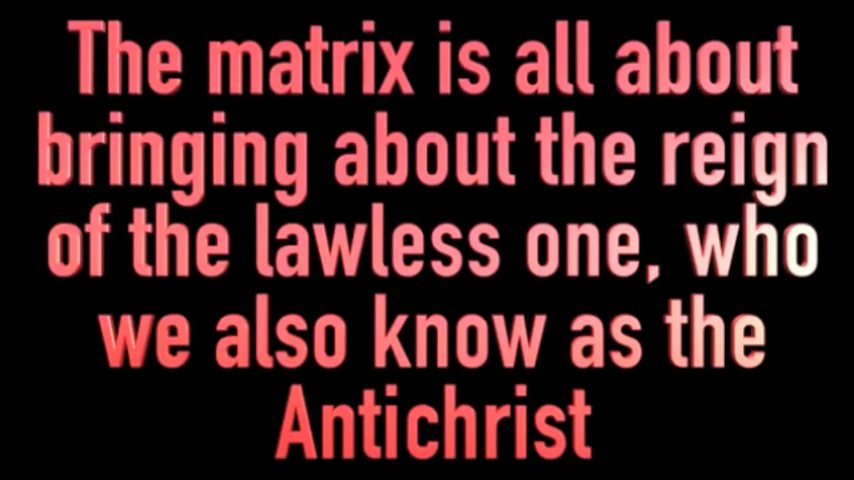 The matrix is all about
bringing about the reign
of the lawless one, who
we also know as the
Antichrist